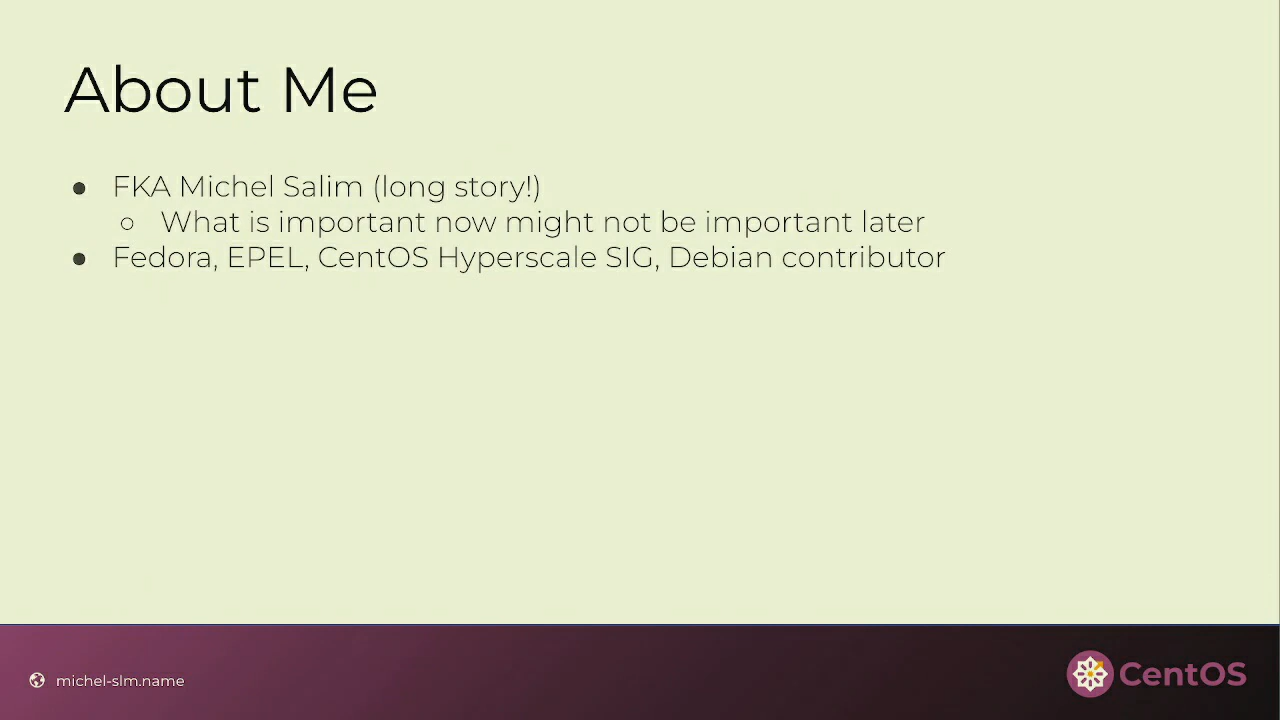 About Me
● FKA Michel Salim (long story!)
○ What is important now might not be important later
● Fedora, EPEL, CentOS Hyperscale SIG, Debian contributor
michel-slm.name
CentOS